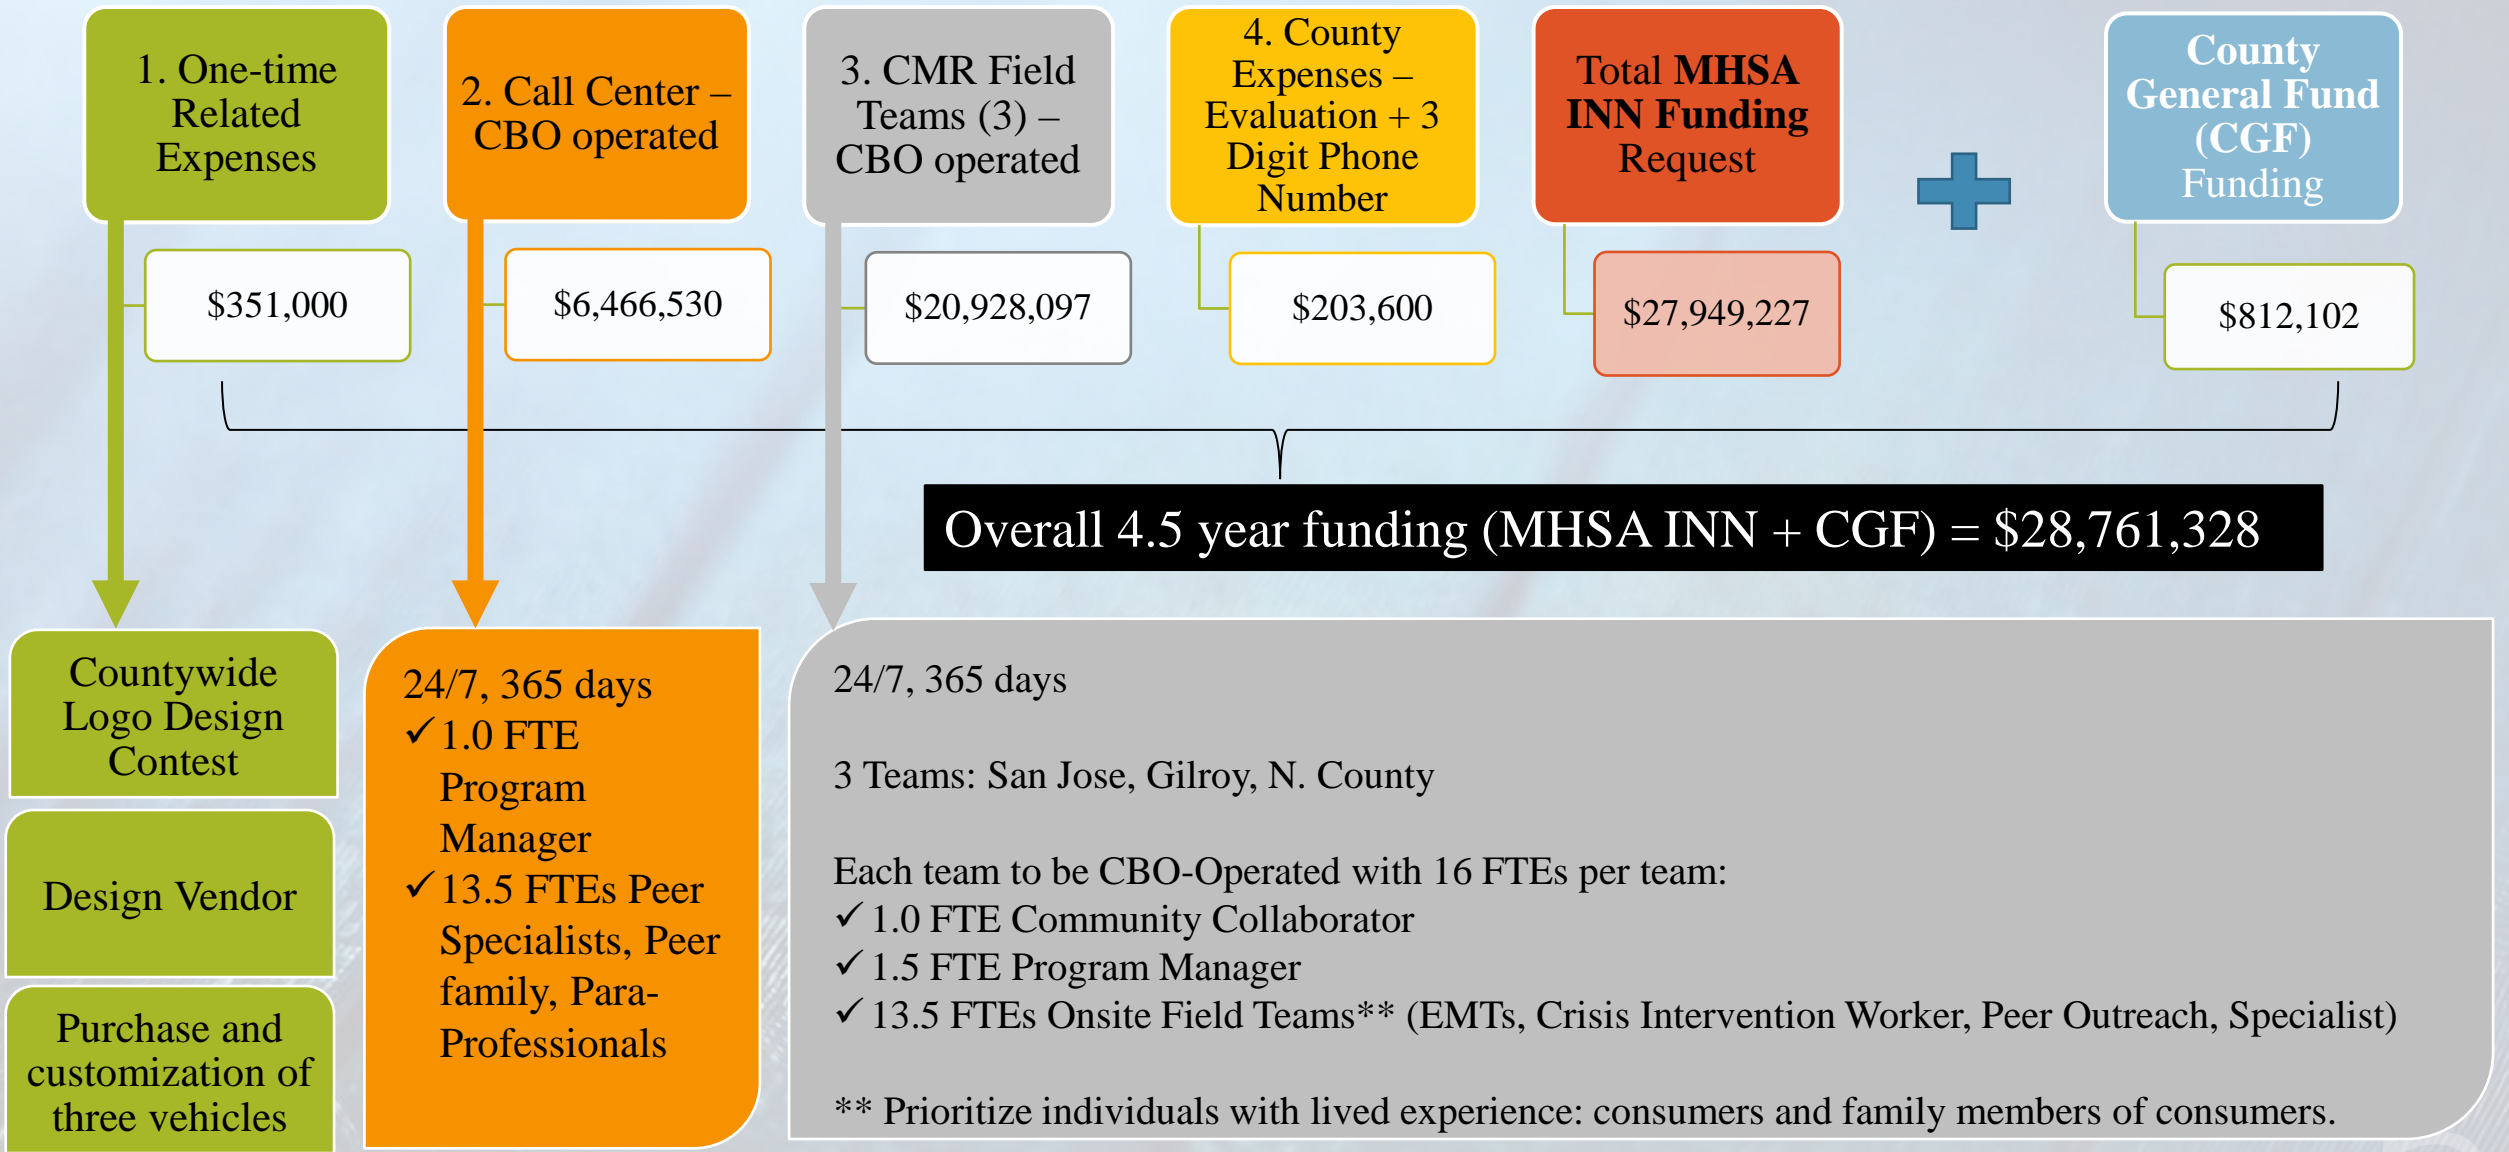 1. One-time
Related
Expenses
$351,000
2. Call Center –
CBO operated
$6,466,530
3. CMR Field
Teams (3) –
CBO operated
$20,928,097
4. County
Expenses –
Evaluation + 3
Digit Phone
Number
$203,600
Total MHSA
INN Funding
Request
$27,949,227
County
General Fund
(CGF)
Funding
$812,102
Overall 4.5 year funding (MHSA INN + CGF) = $28,761,328
Countywide
Logo Design
Contest
Design Vendor
Purchase and
customization of
three vehicles
24/7, 365 days
✓1.0 FTE
Program
Manager
✓13.5 FTEs Peer
Specialists, Peer
family, Para-
Professionals
24/7, 365 days
3 Teams: San Jose, Gilroy, N. County
Each team to be CBO-Operated with 16 FTEs per team:
✓1.0 FTE Community Collaborator
✓1.5 FTE Program Manager
✓13.5 FTEs Onsite Field Teams** (EMTs, Crisis Intervention Worker, Peer Outreach, Specialist)
** Prioritize individuals with lived experience: consumers and family members of consumers.